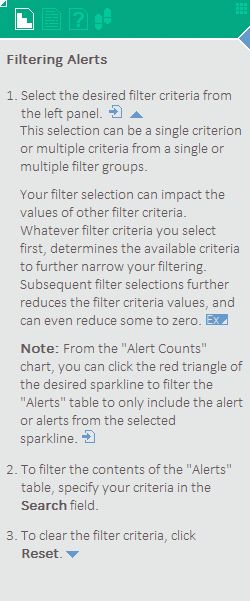 Filtering Alerts
1. Select the desired filter criteria from
the left panel.
This selection can be a single criterion
or multiple criteria from a single or
multiple filter groups.
Your filter selection can impact the
values of other filter criteria.
Whatever filter criteria you select
first, determines the available criteria
to further narrow your filtering.
Subsequent filter selections further
reduces the filter criteria values, and
can even reduce some to zero. Ex
Note: From the "Alert Counts"
chart, you can click the red triangle of
the desired sparkline to filter the
"Alerts" table to only include the alert
or alerts from the selected
sparkline.
2. To filter the contents of the "Alerts"
table, specify your criteria in the
Search field.
3. To clear the filter criteria, click
Reset.